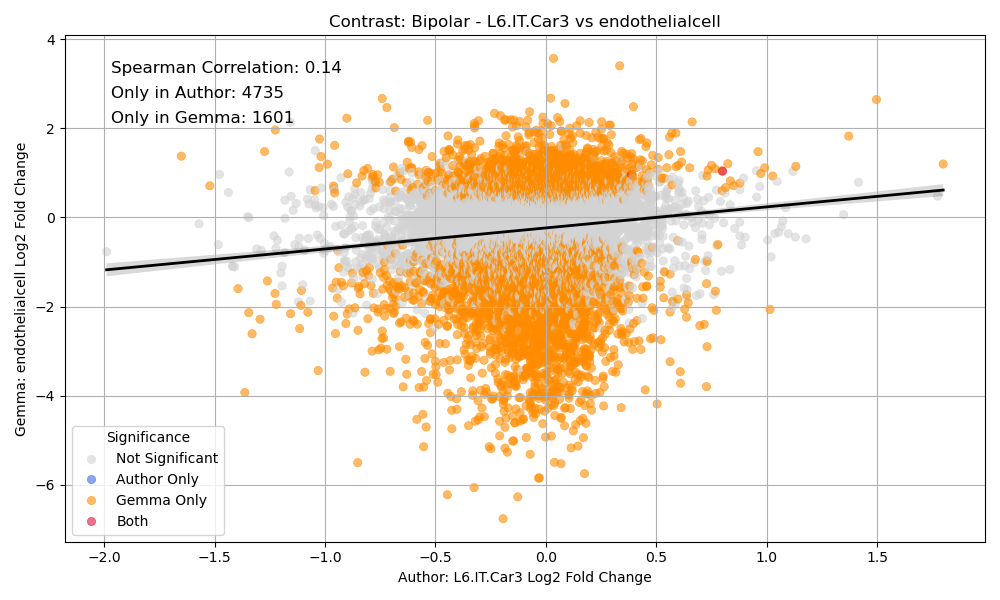 Contrast: Bipolar - L6.IT.Car3 vs endothelialcell
Spearman Correlation: 0.14
Only in Author: 4735
Only in Gemma: 1601
Gemma: endothelialcell Log2 Fold Change
4
2
0
−2
−4
−6
Significance
Not Significant
Author Only
Gemma Only
Both
−2.0 −1.5 −1.0 −0.5 0.0 0.5 1.0 1.5
Author: L6.IT.Car3 Log2 Fold Change